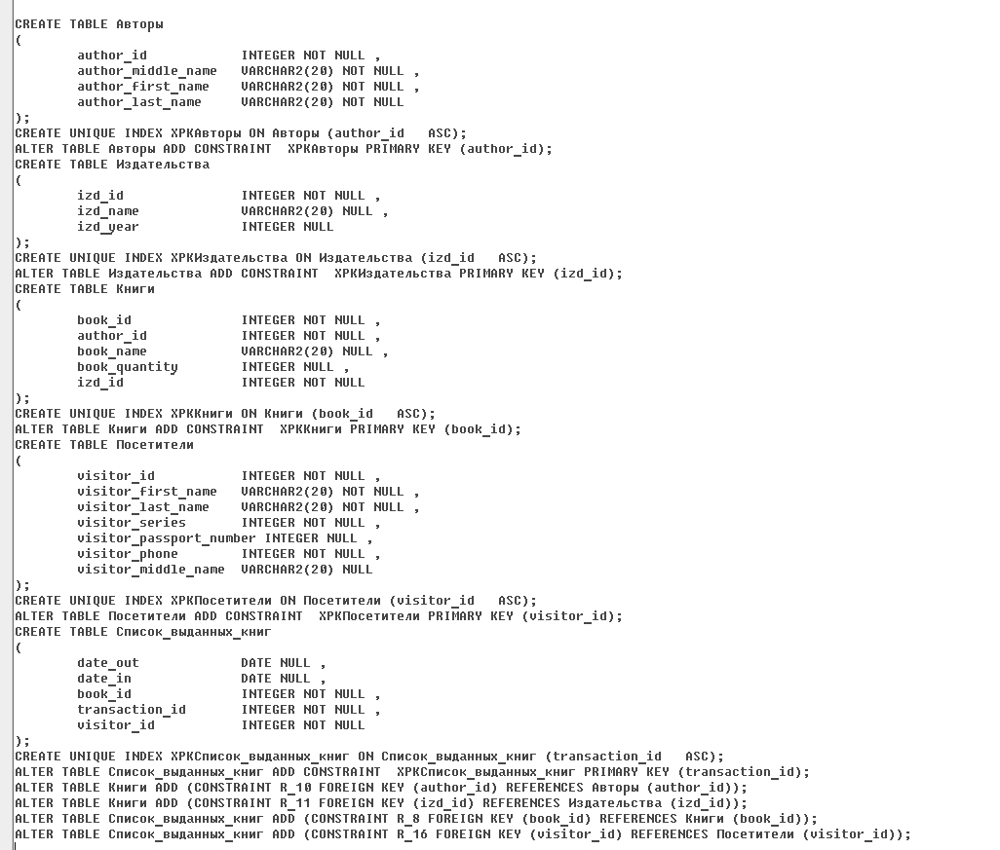 CREATE TABLE Авторы
(
author_id INTEGER NOT NULL ,
author_middle_name VARCHAR2(20) NOT NULL ,
author_first_name VARCHAR2(20) NOT NULL ,
author_last_name VARCHAR2(20) NOT NULL
);
CREATE UNIQUE INDEX XPKАвторы ON Авторы (author_id ASC);
ALTER TABLE Авторы ADD CONSTRAINT XPKАвторы PRIMARY KEY (author_id);
CREATE TABLE Издательства
(
izd_id INTEGER NOT NULL ,
izd_name VARCHAR2(20) NULL ,
izd_year INTEGER NULL
);
CREATE UNIQUE INDEX XPKИздательства ON Издательства (izd_id ASC);
ALTER TABLE Издательства ADD CONSTRAINT XPKИздательства PRIMARY KEY (izd_id);
CREATE TABLE Книги
(
book_id INTEGER NOT NULL ,
author_id INTEGER NOT NULL ,
book_name VARCHAR2(20) NULL ,
book_quantity INTEGER NULL ,
izd_id INTEGER NOT NULL
);
CREATE UNIQUE INDEX XPKКниги ON Книги (book_id ASC);
ALTER TABLE Книги ADD CONSTRAINT XPKКниги PRIMARY KEY (book_id);
CREATE TABLE Посетители
(
visitor_id INTEGER NOT NULL ,
visitor_first_name VARCHAR2(20) NOT NULL ,
visitor_last_name VARCHAR2(20) NOT NULL ,
visitor_series INTEGER NOT NULL ,
visitor_passport_number INTEGER NULL ,
visitor_phone INTEGER NOT NULL ,
visitor_middle_name VARCHAR2(20) NULL
);
CREATE UNIQUE INDEX XPKПосетители ON Посетители (visitor_id ASC);
ALTER TABLE Посетители ADD CONSTRAINT XPKПосетители PRIMARY KEY (visitor_id);
CREATE TABLE Список_выданных_книг
(
date_out DATE NULL ,
date_in DATE NULL ,
book_id INTEGER NOT NULL ,
transaction_id INTEGER NOT NULL ,
visitor_id INTEGER NOT NULL
);
CREATE UNIQUE INDEX XPKСписок_выданных_книг ON Список_выданных_книг (transaction_id ASC);
ALTER TABLE Список_выданных_книг ADD CONSTRAINT XPKСписок_выданных_книг PRIMARY KEY (transaction_id);
ALTER TABLE Книги ADD (CONSTRAINT R_10 FOREIGN KEY (author_id) REFERENCES Авторы (author_id));
ALTER TABLE Книги ADD (CONSTRAINT R_11 FOREIGN KEY (izd_id) REFERENCES Издательства (izd_id));
ALTER TABLE Список_выданных_книг ADD (CONSTRAINT R_8 FOREIGN KEY (book_id) REFERENCES Книги (book_id));
ALTER TABLE Список_выданных_книг ADD (CONSTRAINT R_16 FOREIGN KEY (visitor_id) REFERENCES Посетители (visitor_id));